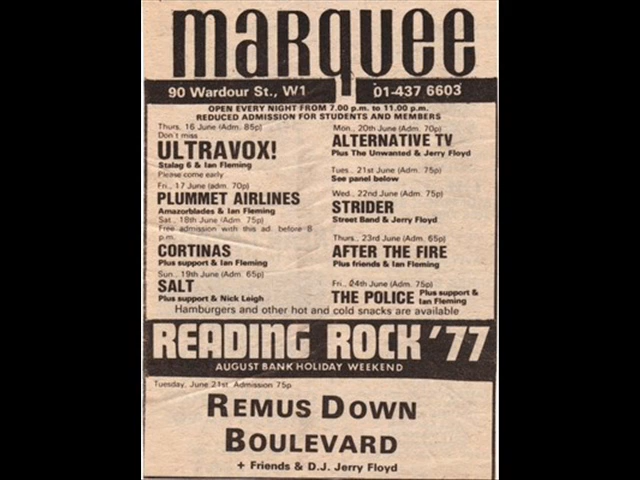 marquee
90 Wardour St., W1 01-437 6603
OPEN EVERY NIGHT FROM 7.00 p.m. to 11.00 p.m.
REDUCED ADMISSION FOR STUDENTS AND MEMBERS
Thurs, 16 June (Adm. 85p)
Don't miss
ULTRAVOX!
Stalag 6 & Ian Fleming
Please come early
Fri., 17 June (adm. 70p)
PLUMMET AIRLINES
Amazorblades & Ian Fleming
Sat., 18th June (Adm. 75p)
Free admission with this ad. before 8
p.m.
CORTINAS
Plus support & Ian Fleming
Sun., 19th June (Adm. 65p)
SALT
Plus support & Nick Leigh
Mon., 20th June (Adm. 70p)
ALTERNATIVE TV
Plus The Unwanted & Jerry Floyd
Tues., 21st June (Adm. 75p)
See panel below
Wed., 22nd June (Adm. 75p)
STRIDER
Street Band & Jerry Floyd
Thurs., 23rd June (Adm. 65p)
AFTER THE FIRE
Plus friends & Ian Fleming
Fri., 24th June (Adm. 75p)
THE POLICE Plus support &
Ian Fleming
Hamburgers and other hot and cold snacks are available
READING ROCK '77
AUGUST BANK HOLIDAY WEEKEND
Tuesday, June 21st. Admission 75p
REMUS DOWN
BOULEVARD
+ Friends & D.J. Jerry Floyd